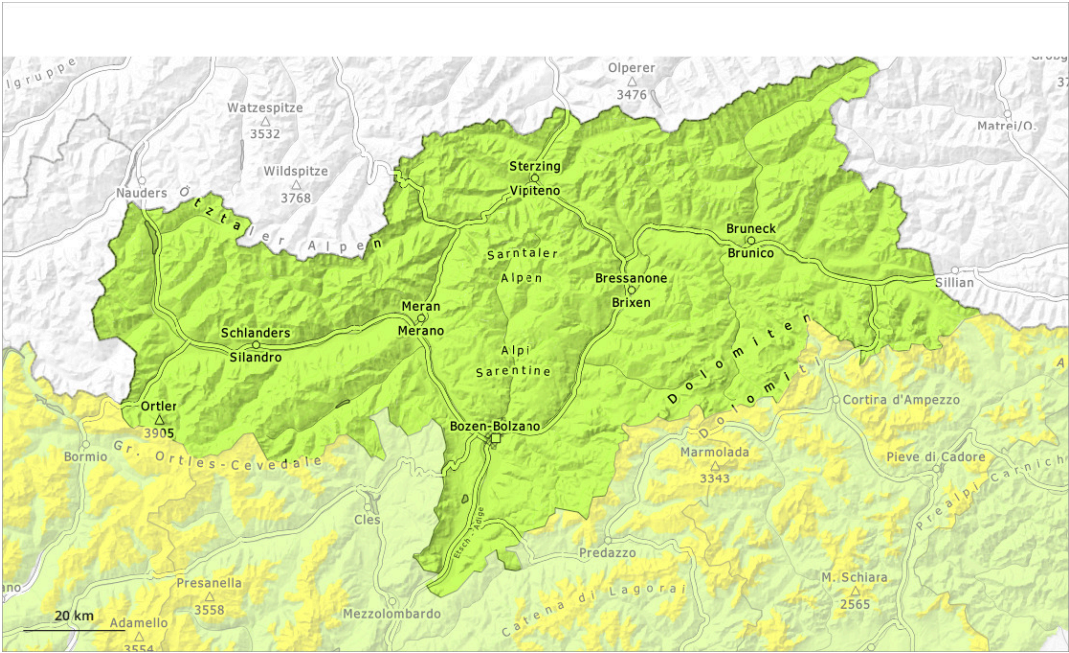 lgruppe
Olperer
3476
Watzespitze
3532
Matrei/O.
Wildspitze
3768
Nauders
Ötztaler Alpen
Sterzing
Vipiteno
Bruneck
Brunico
Sarntaler
Alpen
Bressanone
Brixen
Sillian
Meran
Merano
Schlanders
Silandro
Alpi
Sarentine
Dolomiten
Dolomiti
Ortler
3905
Cortina d'Ampezzo
Bozen-Bolzano
Bormio
Gr. Ortles-Cevedale
Marmolada
3343
Pieve di Cadore
Prealpi Carnich
Cles
Etsch - Adige
Predazzo
Presanella
3558
M. Schiara
2565
Catena di Lagorai
Mezzolombardo
20 km
Adamello
3554